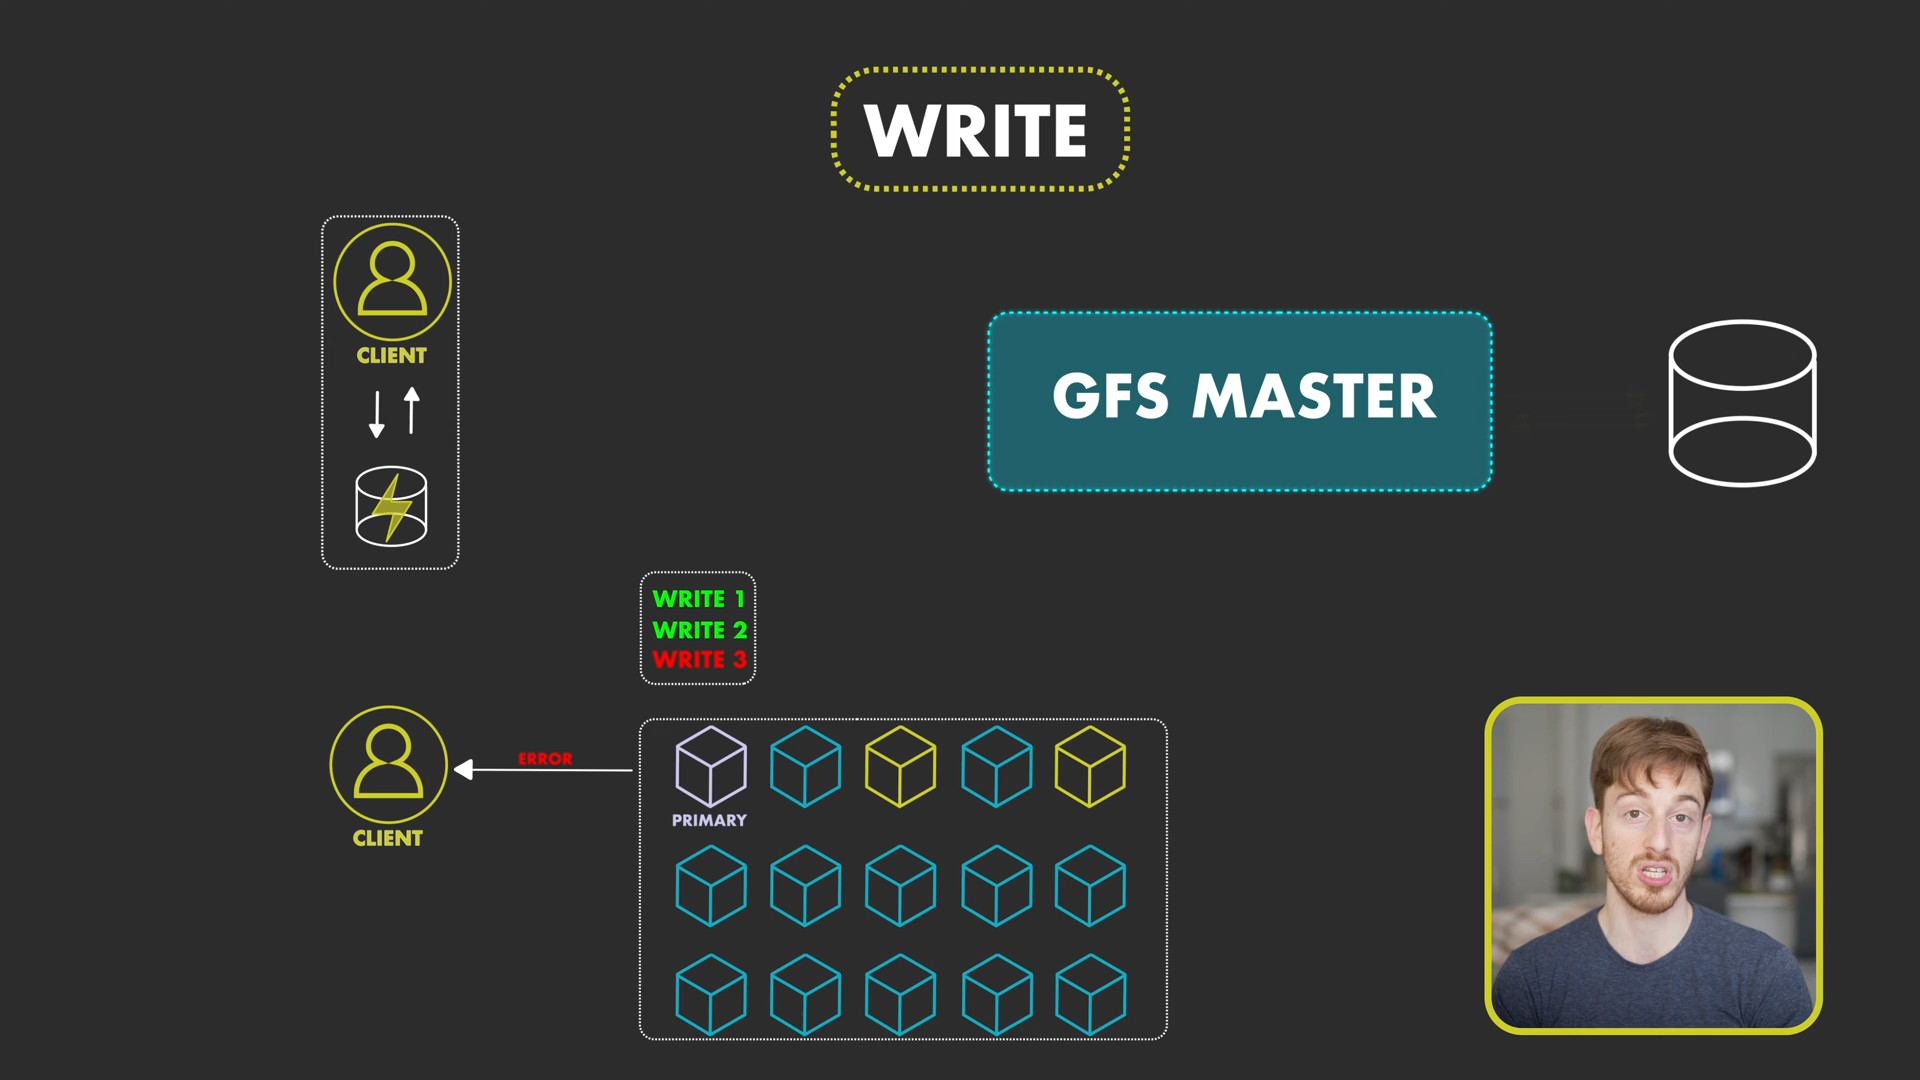 WRITE
CLIENT
GFS MASTER
WRITE 1
WRITE 2
WRITE 3
ERROR
CLIENT
PRIMARY